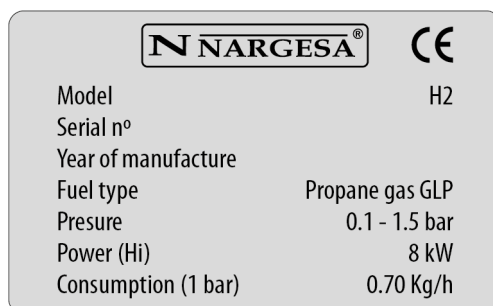 N NARGESA® CE
Model H2
Serial nº
Year of manufacture
Fuel type Propane gas GLP
Presure 0.1 - 1.5 bar
Power (Hi) 8 kW
Consumption (1 bar) 0.70 Kg/h